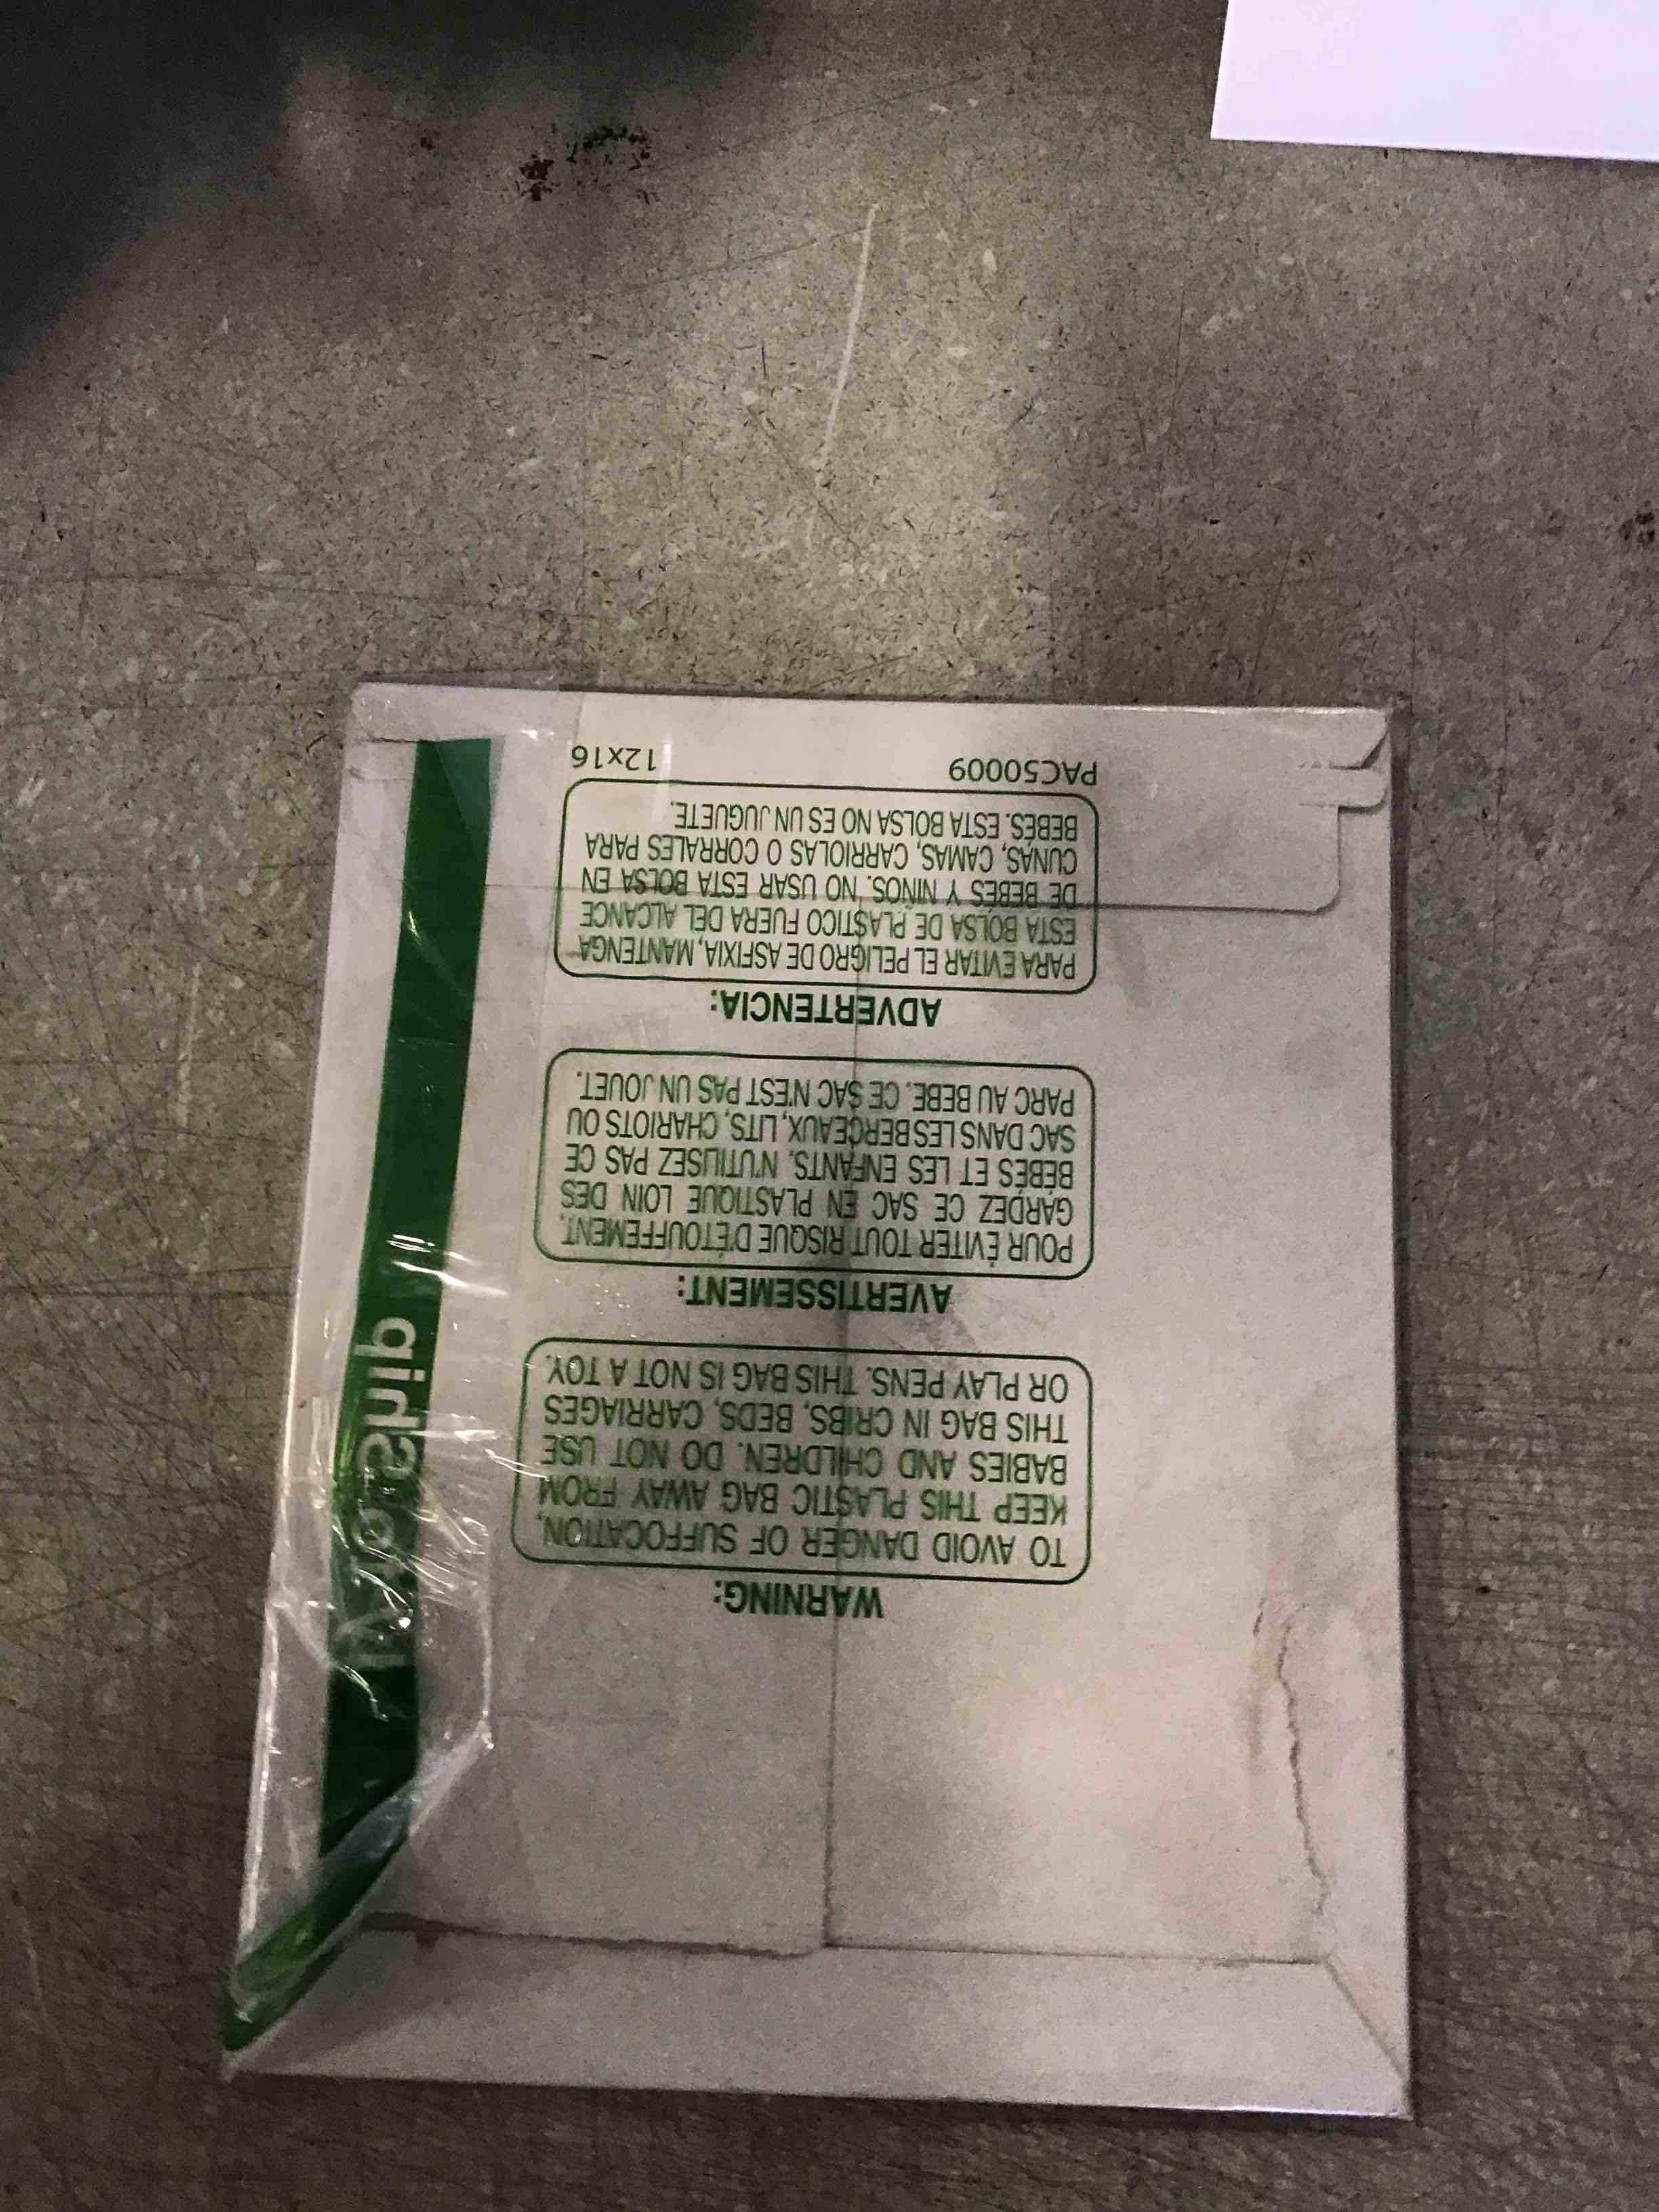 WARNING:
TO AVOID DANGER OF SUFFOCATION,
KEEP THIS PLASTIC BAG AWAY FROM
BABIES AND CHILDREN. DO NOT USE
THIS BAG IN CRIBS, BEDS, CARRIAGES
OR PLAY PENS. THIS BAG IS NOT A TOY.
AVERTISSEMENT:
POUR ÉVITER TOUT RISQUE D'ÉTOUFFEMENT,
GARDEZ CE SAC EN PLASTIQUE LOIN DES
BÉBÉS ET LES ENFANTS. N'UTILISEZ PAS CE
SAC DANS LES BERCEAUX, LITS, CHARIOTS OU
PARC AU BEBE. CE SAC N'EST PAS UN JOUET.
ADVERTENCIA:
PARA EVITAR EL PELIGRO DE ASFIXIA, MANTENGA
ESTA BOLSA DE PLÁSTICO FUERA DEL ALCANCE
DE BEBÉS Y NIÑOS. NO USAR ESTA BOLSA EN
CUNAS, CAMAS, CARRIOLAS O CORRALES PARA
BEBÉS. ESTA BOLSA NO ES UN JUGUETE.
PAC50009 12x16